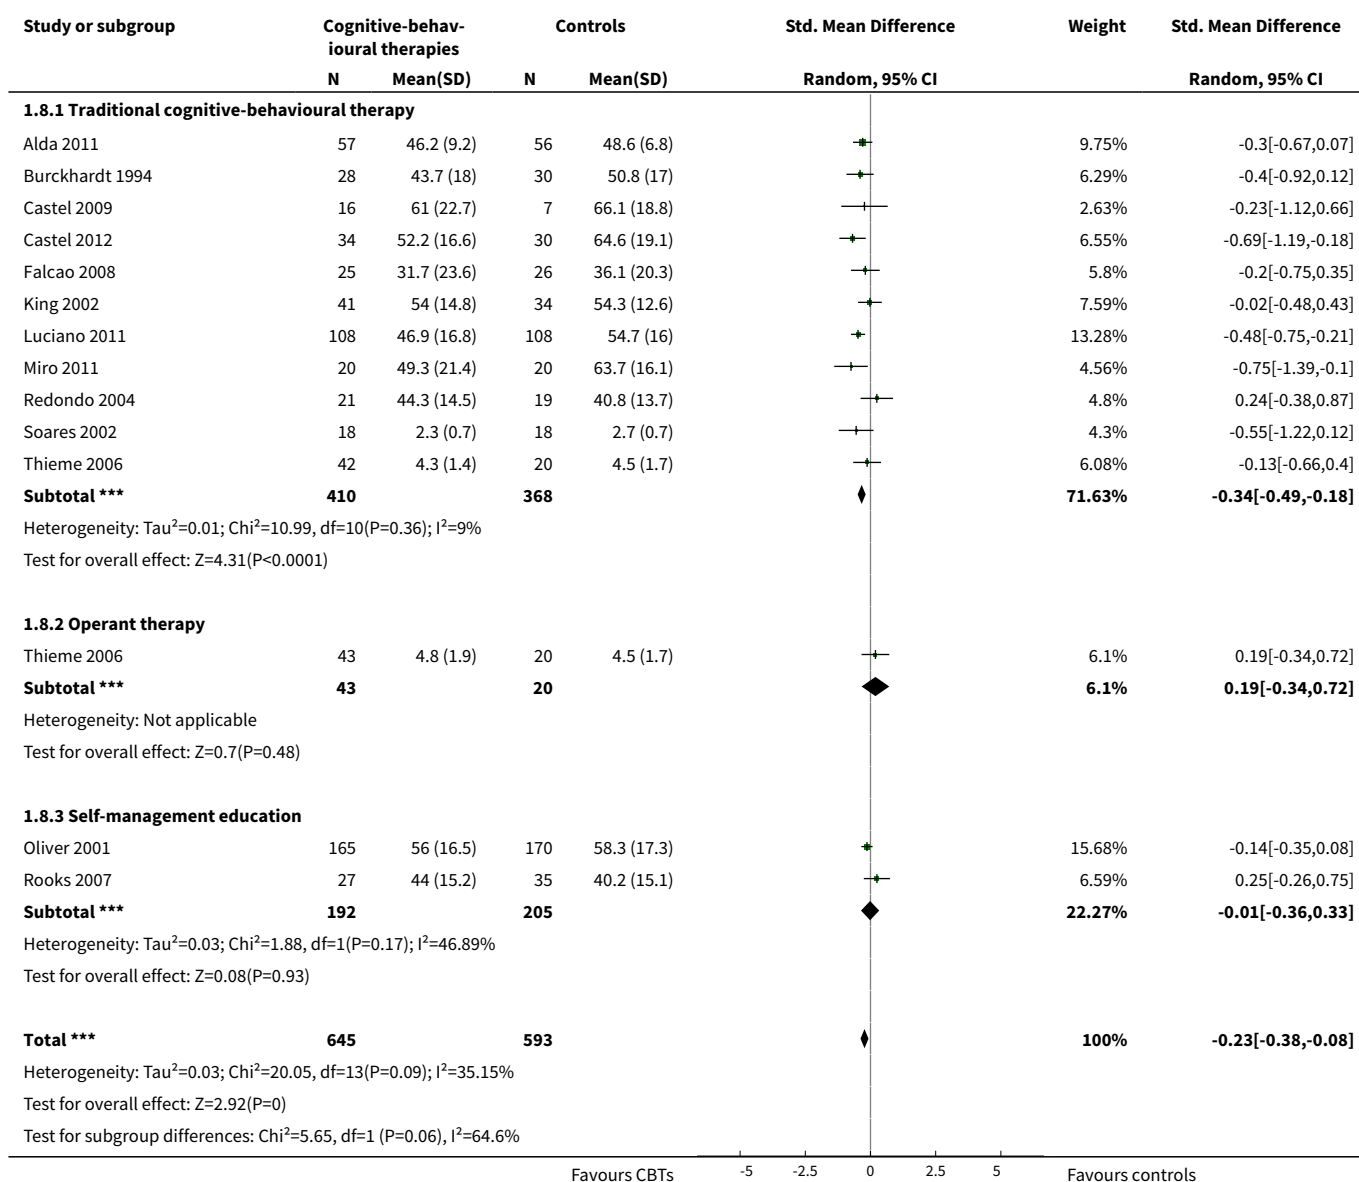 Study or subgroup Cognitive-behav- Controls Std. Mean Difference Weight Std. Mean Difference
ioural therapies
N Mean(SD) N Mean(SD) Random, 95% CI Random, 95% CI
1.8.1 Traditional cognitive-behavioural therapy
Alda 2011 57 46.2 (9.2) 56 48.6 (6.8) 9.75% -0.3[-0.67,0.07]
Burckhardt 1994 28 43.7 (18) 30 50.8 (17) 6.29% -0.4[-0.92,0.12]
Castel 2009 16 61 (22.7) 7 66.1 (18.8) 2.63% -0.23[-1.12,0.66]
Castel 2012 34 52.2 (16.6) 30 64.6 (19.1) 6.55% -0.69[-1.19,-0.18]
Falcao 2008 25 31.7 (23.6) 26 36.1 (20.3) 5.8% -0.2[-0.75,0.35]
King 2002 41 54 (14.8) 34 54.3 (12.6) 7.59% -0.02[-0.48,0.43]
Luciano 2011 108 46.9 (16.8) 108 54.7 (16) 13.28% -0.48[-0.75,-0.21]
Miro 2011 20 49.3 (21.4) 20 63.7 (16.1) 4.56% -0.75[-1.39,-0.1]
Redondo 2004 21 44.3 (14.5) 19 40.8 (13.7) 4.8% 0.24[-0.38,0.87]
Soares 2002 18 2.3 (0.7) 18 2.7 (0.7) 4.3% -0.55[-1.22,0.12]
Thieme 2006 42 4.3 (1.4) 20 4.5 (1.7) 6.08% -0.13[-0.66,0.4]
Subtotal *** 410 368 71.63% -0.34[-0.49,-0.18]
Heterogeneity: Tau²=0.01; Chi²=10.99, df=10(P=0.36); I²=9%
Test for overall effect: Z=4.31(P<0.0001)
1.8.2 Operant therapy
Thieme 2006 43 4.8 (1.9) 20 4.5 (1.7) 6.1% 0.19[-0.34,0.72]
Subtotal *** 43 20 6.1% 0.19[-0.34,0.72]
Heterogeneity: Not applicable
Test for overall effect: Z=0.7(P=0.48)
1.8.3 Self-management education
Oliver 2001 165 56 (16.5) 170 58.3 (17.3) 15.68% -0.14[-0.35,0.08]
Rooks 2007 27 44 (15.2) 35 40.2 (15.1) 6.59% 0.25[-0.26,0.75]
Subtotal *** 192 205 22.27% -0.01[-0.36,0.33]
Heterogeneity: Tau²=0.03; Chi²=1.88, df=1(P=0.17); I²=46.89%
Test for overall effect: Z=0.08(P=0.93)
Total *** 645 593 100% -0.23[-0.38,-0.08]
Heterogeneity: Tau²=0.03; Chi²=20.05, df=13(P=0.09); I²=35.15%
Test for overall effect: Z=2.92(P=0)
Test for subgroup differences: Chi²=5.65, df=1 (P=0.06), I²=64.6%
Favours CBTs -5 -2.5 0 2.5 5 Favours controls